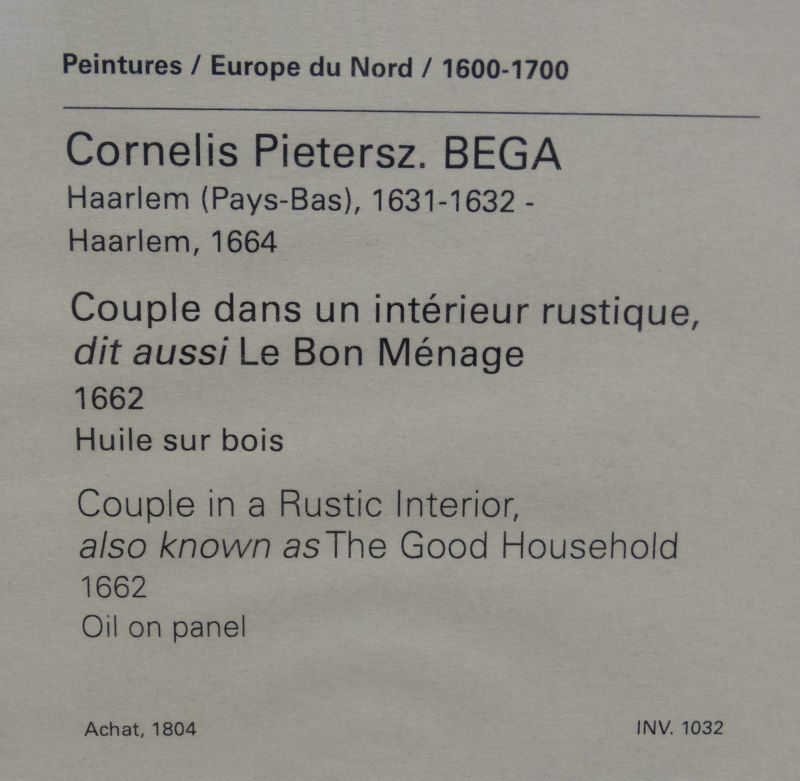 Peintures / Europe du Nord / 1600-1700
Cornelis Pietersz. BEGA
Haarlem (Pays-Bas), 1631-1632 -
Haarlem, 1664
Couple dans un intérieur rustique,
dit aussi Le Bon Ménage
1662
Huile sur bois
Couple in a Rustic Interior,
also known as The Good Household
1662
Oil on panel
Achat, 1804
INV. 1032